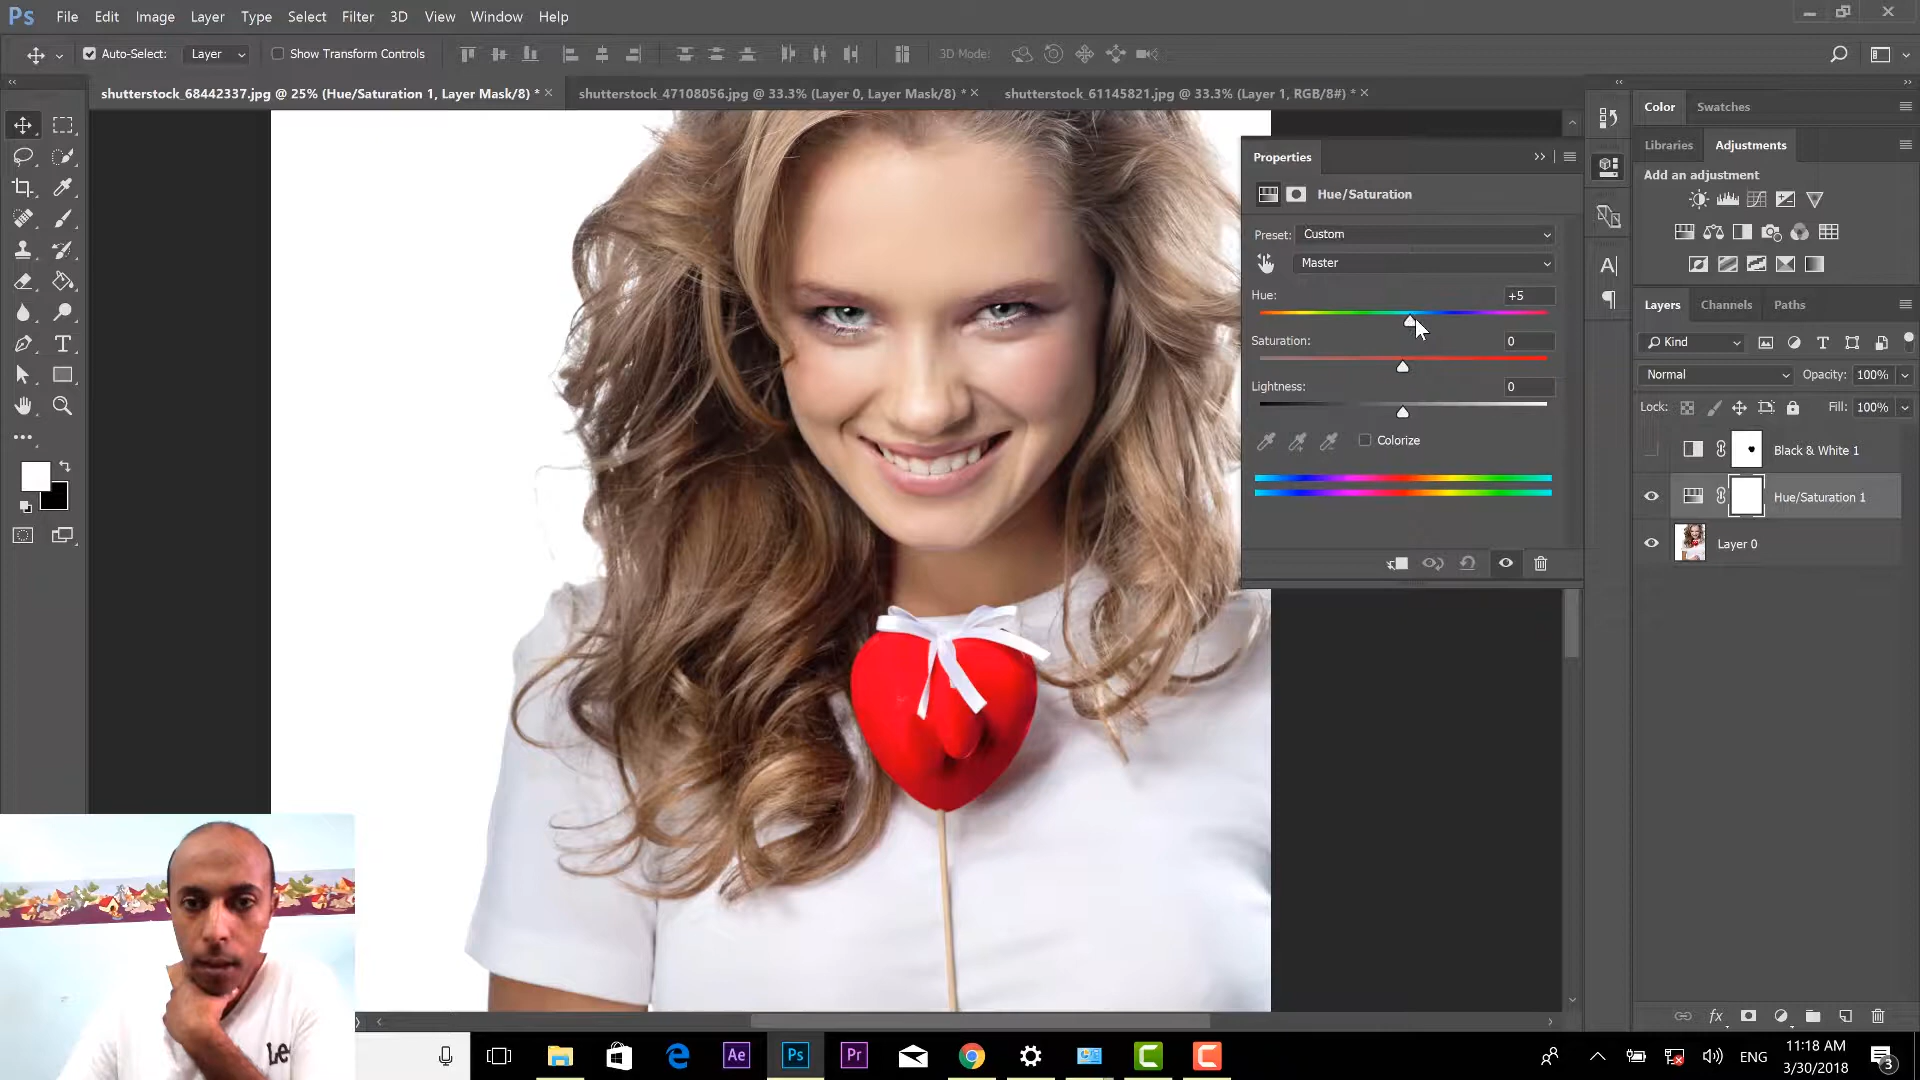 Ps File Edit Image Layer Type Select Filter 3D View Window Help
Auto-Select: Layer Show Transform Controls 3D Mode:
shutterstock_68442337.jpg @ 25% (Hue/Saturation 1, Layer Mask/8) * shutterstock_47108056.jpg @ 33.3% (Layer 0, Layer Mask/8) * shutterstock_61145821.jpg @ 33.3% (Layer 1, RGB/8#) *
Color Swatches
Libraries Adjustments
Add an adjustment
Properties
Hue/Saturation
Preset: Custom
Master
Hue: +5
Saturation: 0
Lightness: 0
Colorize
Layers Channels Paths
Kind
Normal Opacity: 100%
Lock: Fill: 100%
Black & White 1
Hue/Saturation 1
Layer 0
fx
Le
Ae Ps Pr
ENG 11:18 AM
3/30/2018
3